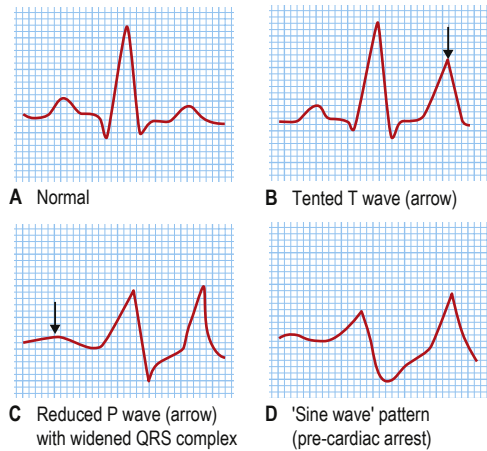 A Normal
B Tented T wave (arrow)
C Reduced P wave (arrow)
with widened QRS complex
D 'Sine wave' pattern
(pre-cardiac arrest)